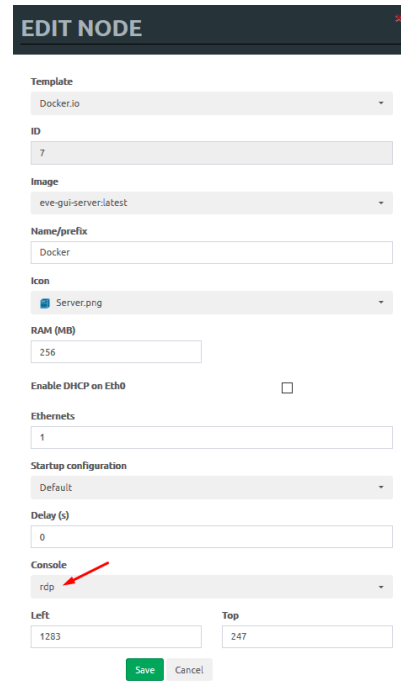 EDIT NODE
Template
Docker.io
ID
7
Image
eve-gui-server:latest
Name/prefix
Docker
Icon
Server.png
RAM (MB)
256
Enable DHCP on Eth0
Ethernets
1
Startup configuration
Default
Delay (s)
0
Console
rdp
Left Top
1283 247
Save Cancel